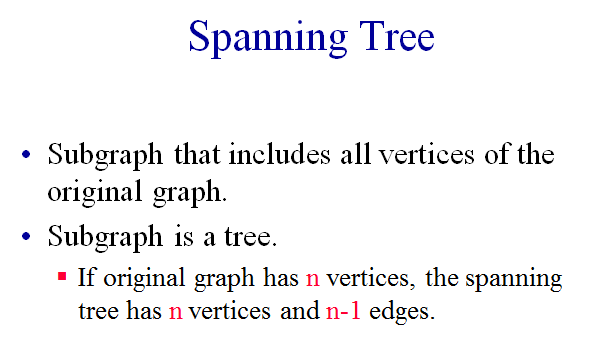 Spanning Tree
• Subgraph that includes all vertices of the
original graph.
• Subgraph is a tree.
▪ If original graph has n vertices, the spanning
tree has n vertices and n-1 edges.